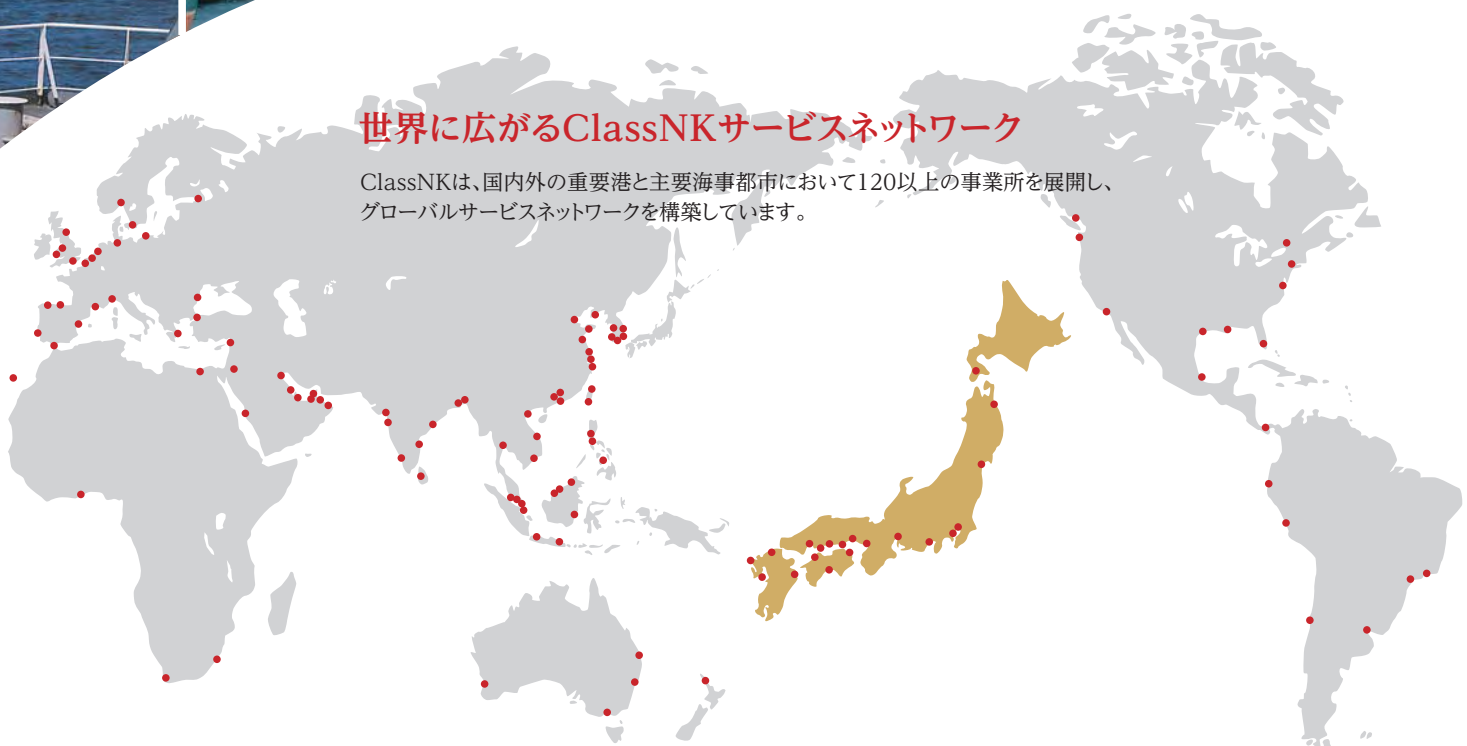 世界に広がるClassNKサービスネットワーク
ClassNKは、国内外の重要港と主要海事都市において120以上の事業所を展開し、
グローバルサービスネットワークを構築しています。